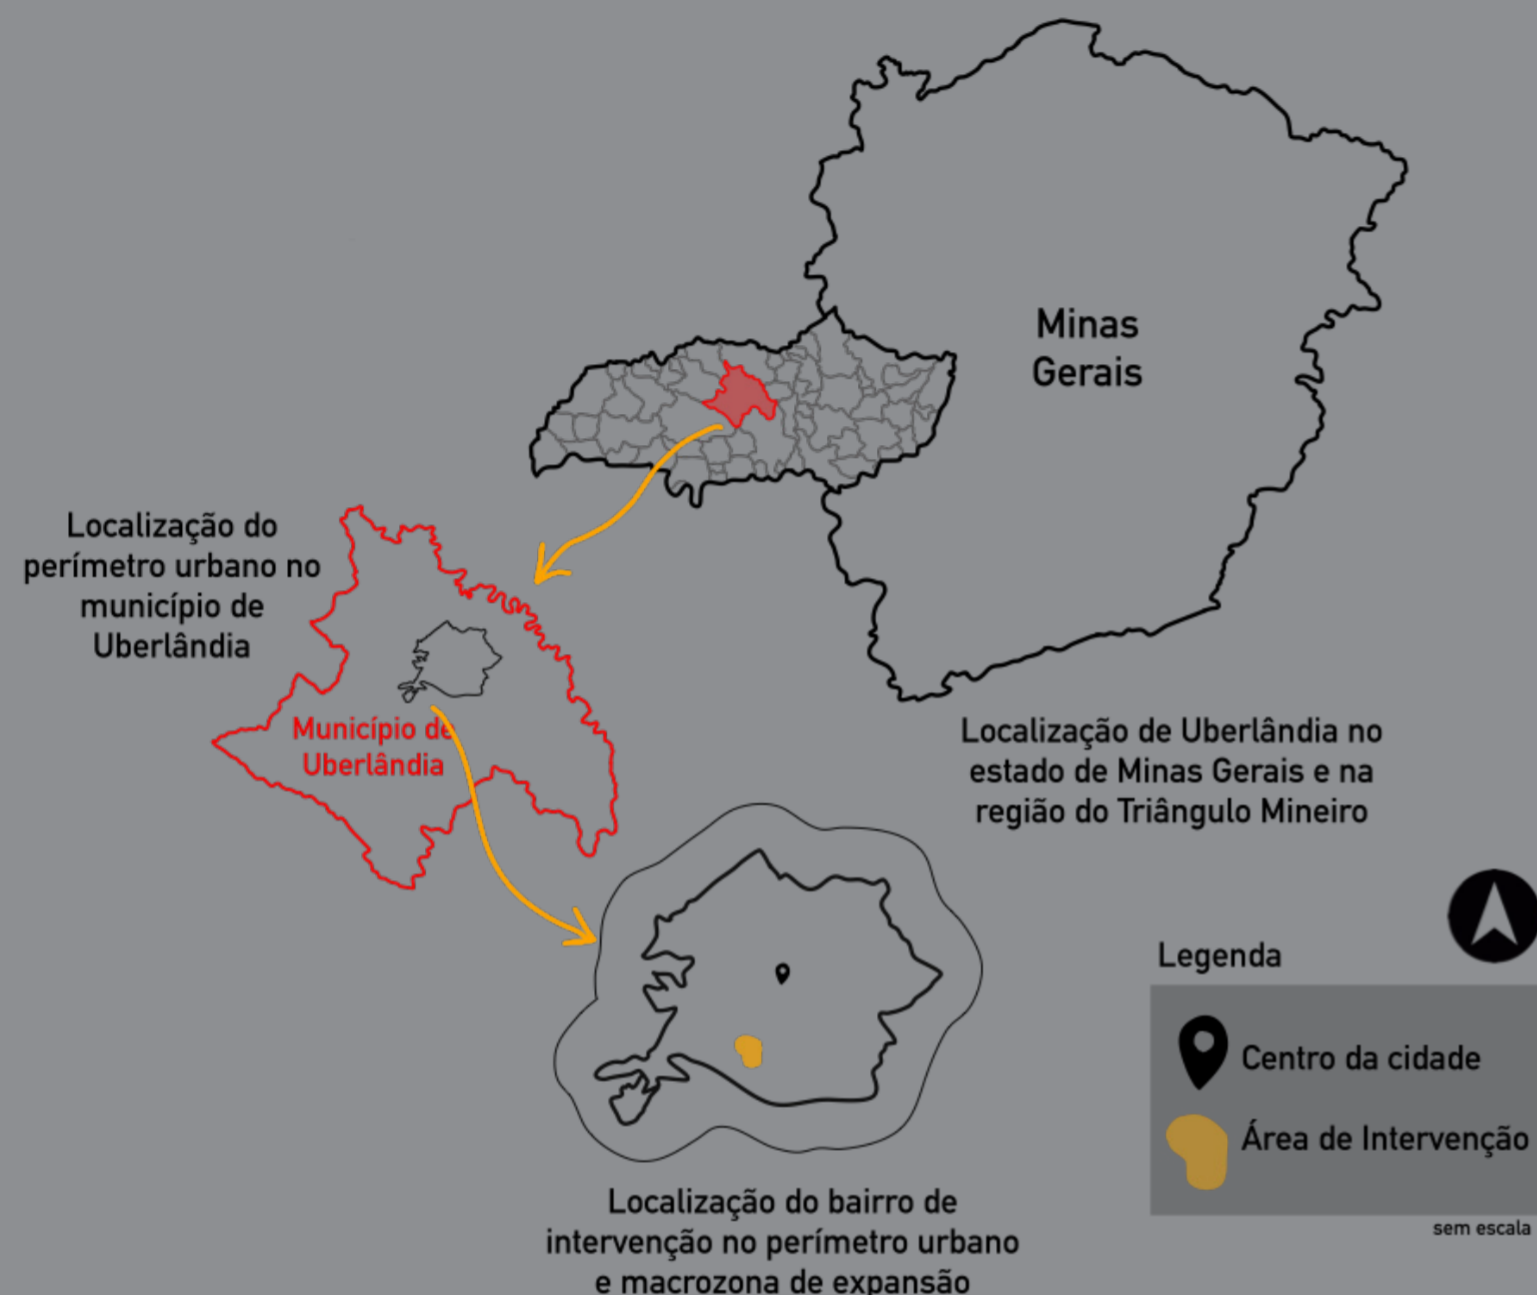 Minas
Gerais
Localização do
perímetro urbano no
município de
Uberlândia
Município de
Uberlândia
Localização de Uberlândia no
estado de Minas Gerais e na
região do Triângulo Mineiro
Legenda
Centro da cidade
Área de Intervenção
sem escala
Localização do bairro de
intervenção no perímetro urbano
e macrozona de expansão